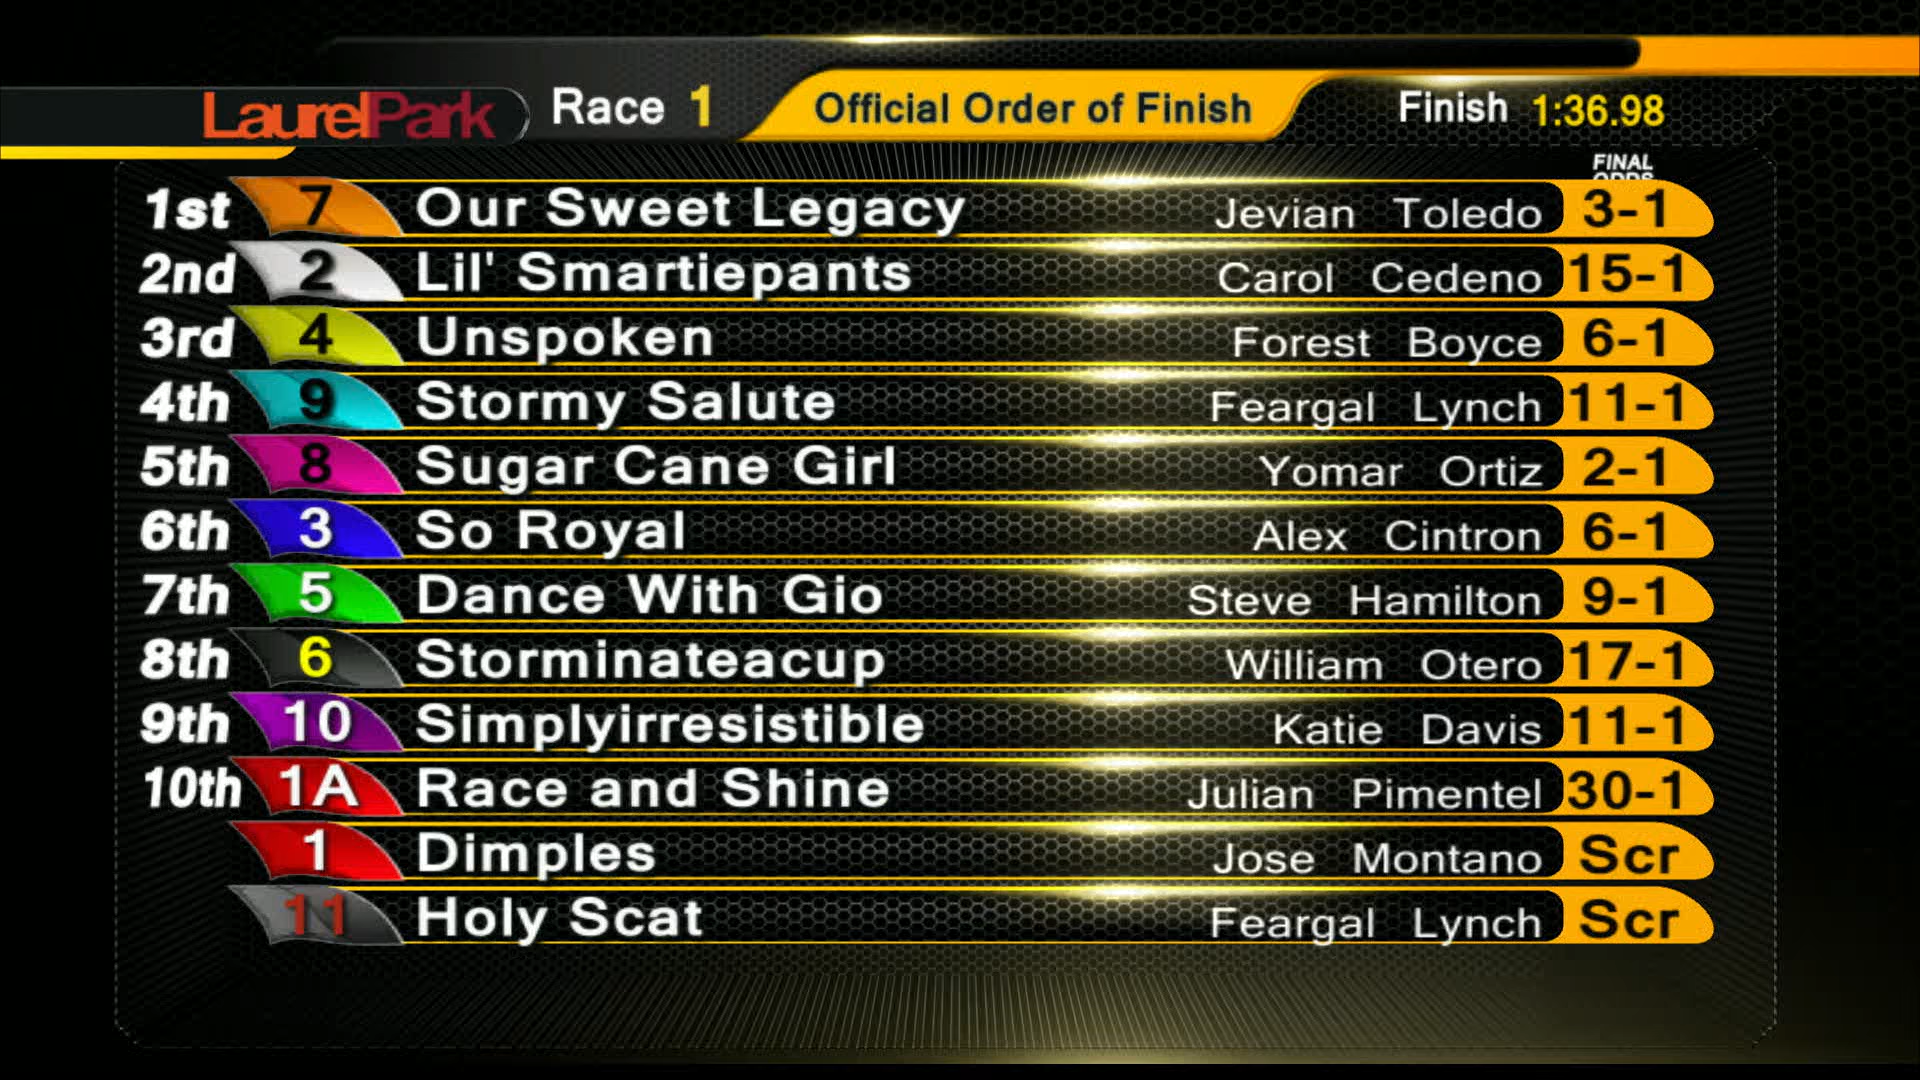 LaurelPark Race 1 Official Order of Finish Finish 1:36.98
FINAL
ODDS
1st 7 Our Sweet Legacy Jevian Toledo 3-1
2nd 2 Lil' Smartiepants Carol Cedeno 15-1
3rd 4 Unspoken Forest Boyce 6-1
4th 9 Stormy Salute Feargal Lynch 11-1
5th 8 Sugar Cane Girl Yomar Ortiz 2-1
6th 3 So Royal Alex Cintron 6-1
7th 5 Dance With Gio Steve Hamilton 9-1
8th 6 Storminateacup William Otero 17-1
9th 10 Simplyirresistible Katie Davis 11-1
10th 1A Race and Shine Julian Pimentel 30-1
1 Dimples Jose Montano Scr
11 Holy Scat Feargal Lynch Scr